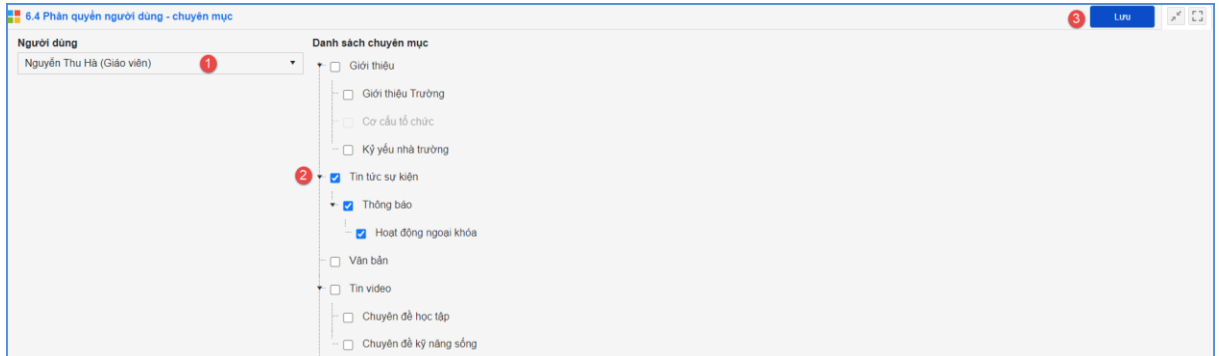 6.4 Phân quyền người dùng - chuyên mục
3
Lưu
Người dùng
Nguyễn Thu Hà (Giáo viên)
1
Danh sách chuyên mục
Giới thiệu
Giới thiệu Trường
Cơ cấu tổ chức
Kỷ yếu nhà trường
2
Tin tức sự kiện
Thông báo
Hoạt động ngoại khóa
Văn bản
Tin video
Chuyên đề học tập
Chuyên đề kỹ năng sống